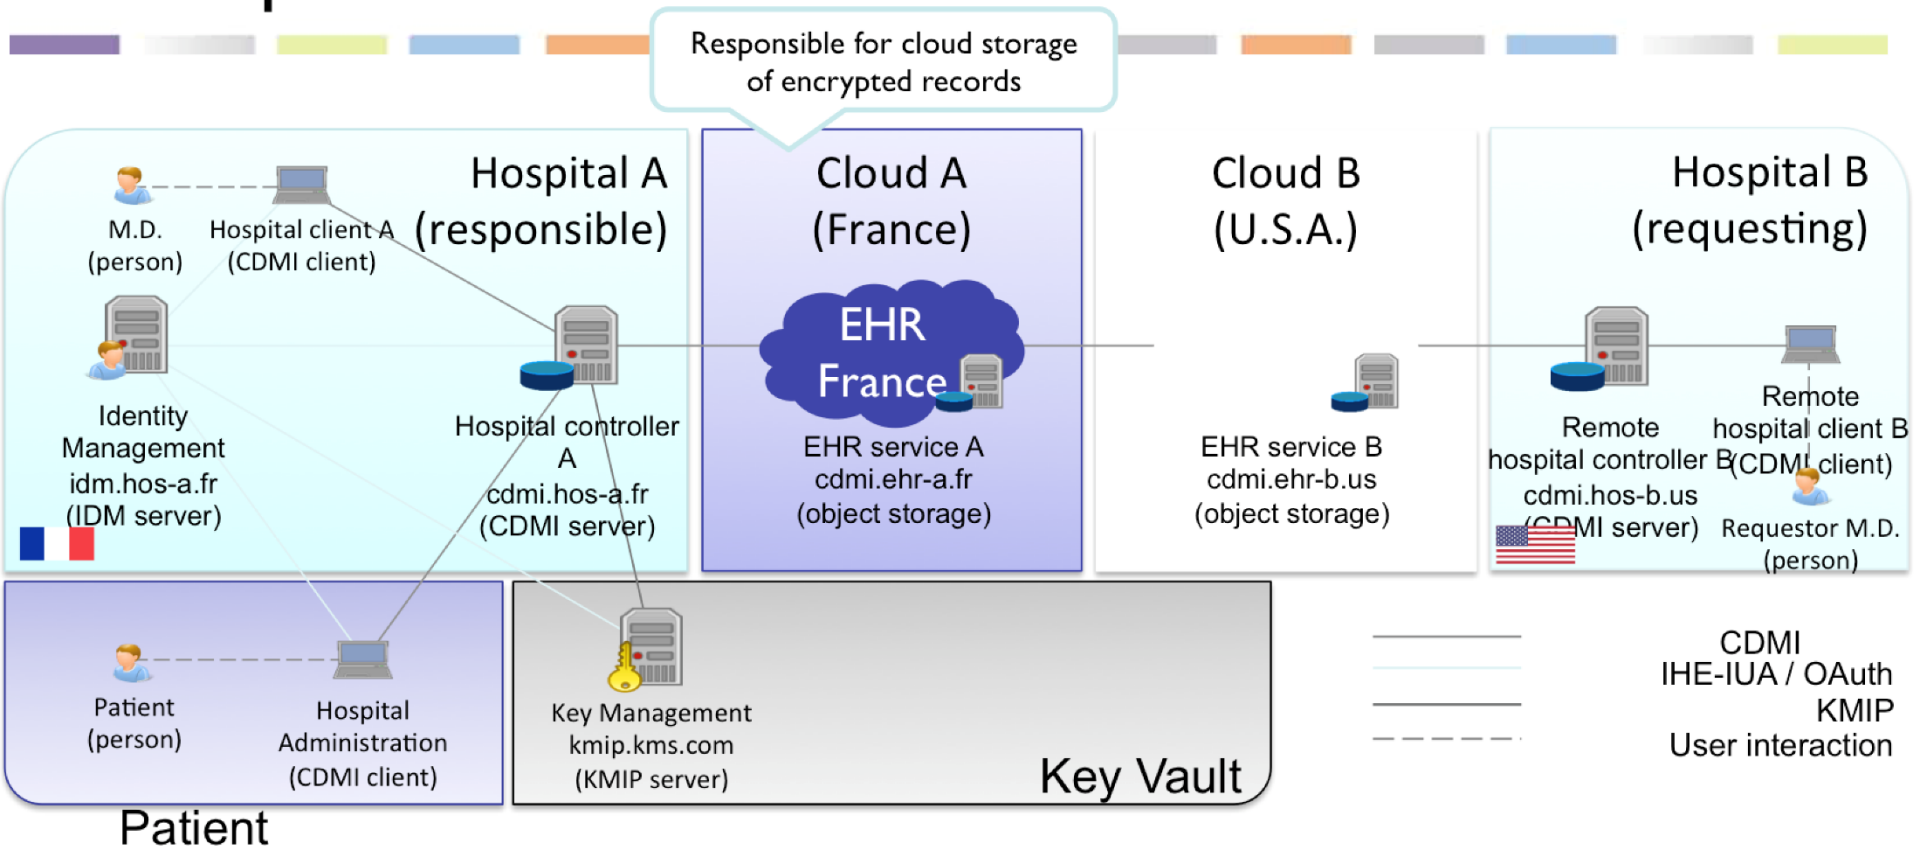 Responsible for cloud storage
of encrypted records
Hospital A
(responsible)
M.D.
(person)
Hospital client A
(CDMI client)
Identity
Management
idm.hos-a.fr
(IDM server)
Hospital controller
A
cdmi.hos-a.fr
(CDMI server)
Cloud A
(France)
EHR
France
EHR service A
cdmi.ehr-a.fr
(object storage)
Cloud B
(U.S.A.)
EHR service B
cdmi.ehr-b.us
(object storage)
Hospital B
(requesting)
Remote
hospital controller B
cdmi.hos-b.us
(CDMI server)
Remote
hospital client B
(CDMI client)
Requestor M.D.
(person)
Patient
(person)
Hospital
Administration
(CDMI client)
Patient
Key Management
kmip.kms.com
(KMIP server)
Key Vault
CDMI
IHE-IUA / OAuth
KMIP
User interaction